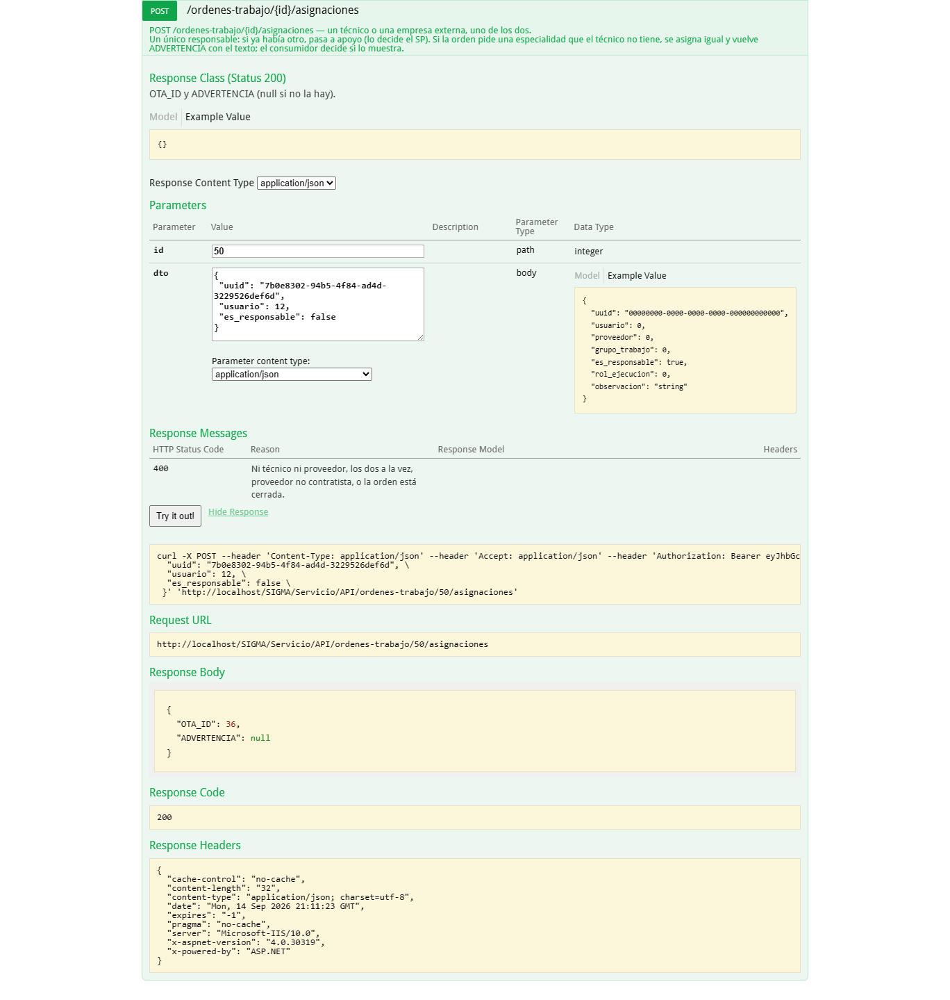 POST /ordenes-trabajo/{id}/asignaciones
POST /ordenes-trabajo/{id}/asignaciones — un técnico o una empresa externa, uno de los dos.
Un único responsable: si ya había otro, pasa a apoyo (lo decide el SP). Si la orden pide una especialidad que el técnico no tiene, se asigna igual y vuelve
ADVERTENCIA con el texto; el consumidor decide si lo muestra.
Response Class (Status 200)
OTA_ID y ADVERTENCIA (null si no la hay).
Model Example Value
{}
Response Content Type application/json
Parameters
Parameter Value Description Parameter Type Data Type
id 50 path integer
dto
{
"uuid": "7b0e8302-94b5-4f84-ad4d-
3229526def6d",
"usuario": 12,
"es_responsable": false
}
Parameter content type:
application/json
body
Model Example Value
{
"uuid": "00000000-0000-0000-0000-000000000000",
"usuario": 0,
"proveedor": 0,
"grupo_trabajo": 0,
"es_responsable": true,
"rol_ejecucion": 0,
"observacion": "string"
}
Response Messages
HTTP Status Code Reason Response Model Headers
400 Ni técnico ni proveedor, los dos a la vez,
proveedor no contratista, o la orden está
cerrada.
Try it out! Hide Response
curl -X POST --header 'Content-Type: application/json' --header 'Accept: application/json' --header 'Authorization: Bearer eyJhbGc
"uuid": "7b0e8302-94b5-4f84-ad4d-3229526def6d", \
"usuario": 12, \
"es_responsable": false \
}' 'http://localhost/SIGMA/Servicio/API/ordenes-trabajo/50/asignaciones'
Request URL
http://localhost/SIGMA/Servicio/API/ordenes-trabajo/50/asignaciones
Response Body
{
"OTA_ID": 36,
"ADVERTENCIA": null
}
Response Code
200
Response Headers
{
"cache-control": "no-cache",
"content-length": "32",
"content-type": "application/json; charset=utf-8",
"date": "Mon, 14 Sep 2026 21:11:23 GMT",
"expires": "-1",
"pragma": "no-cache",
"server": "Microsoft-IIS/10.0",
"x-aspnet-version": "4.0.30319",
"x-powered-by": "ASP.NET"
}